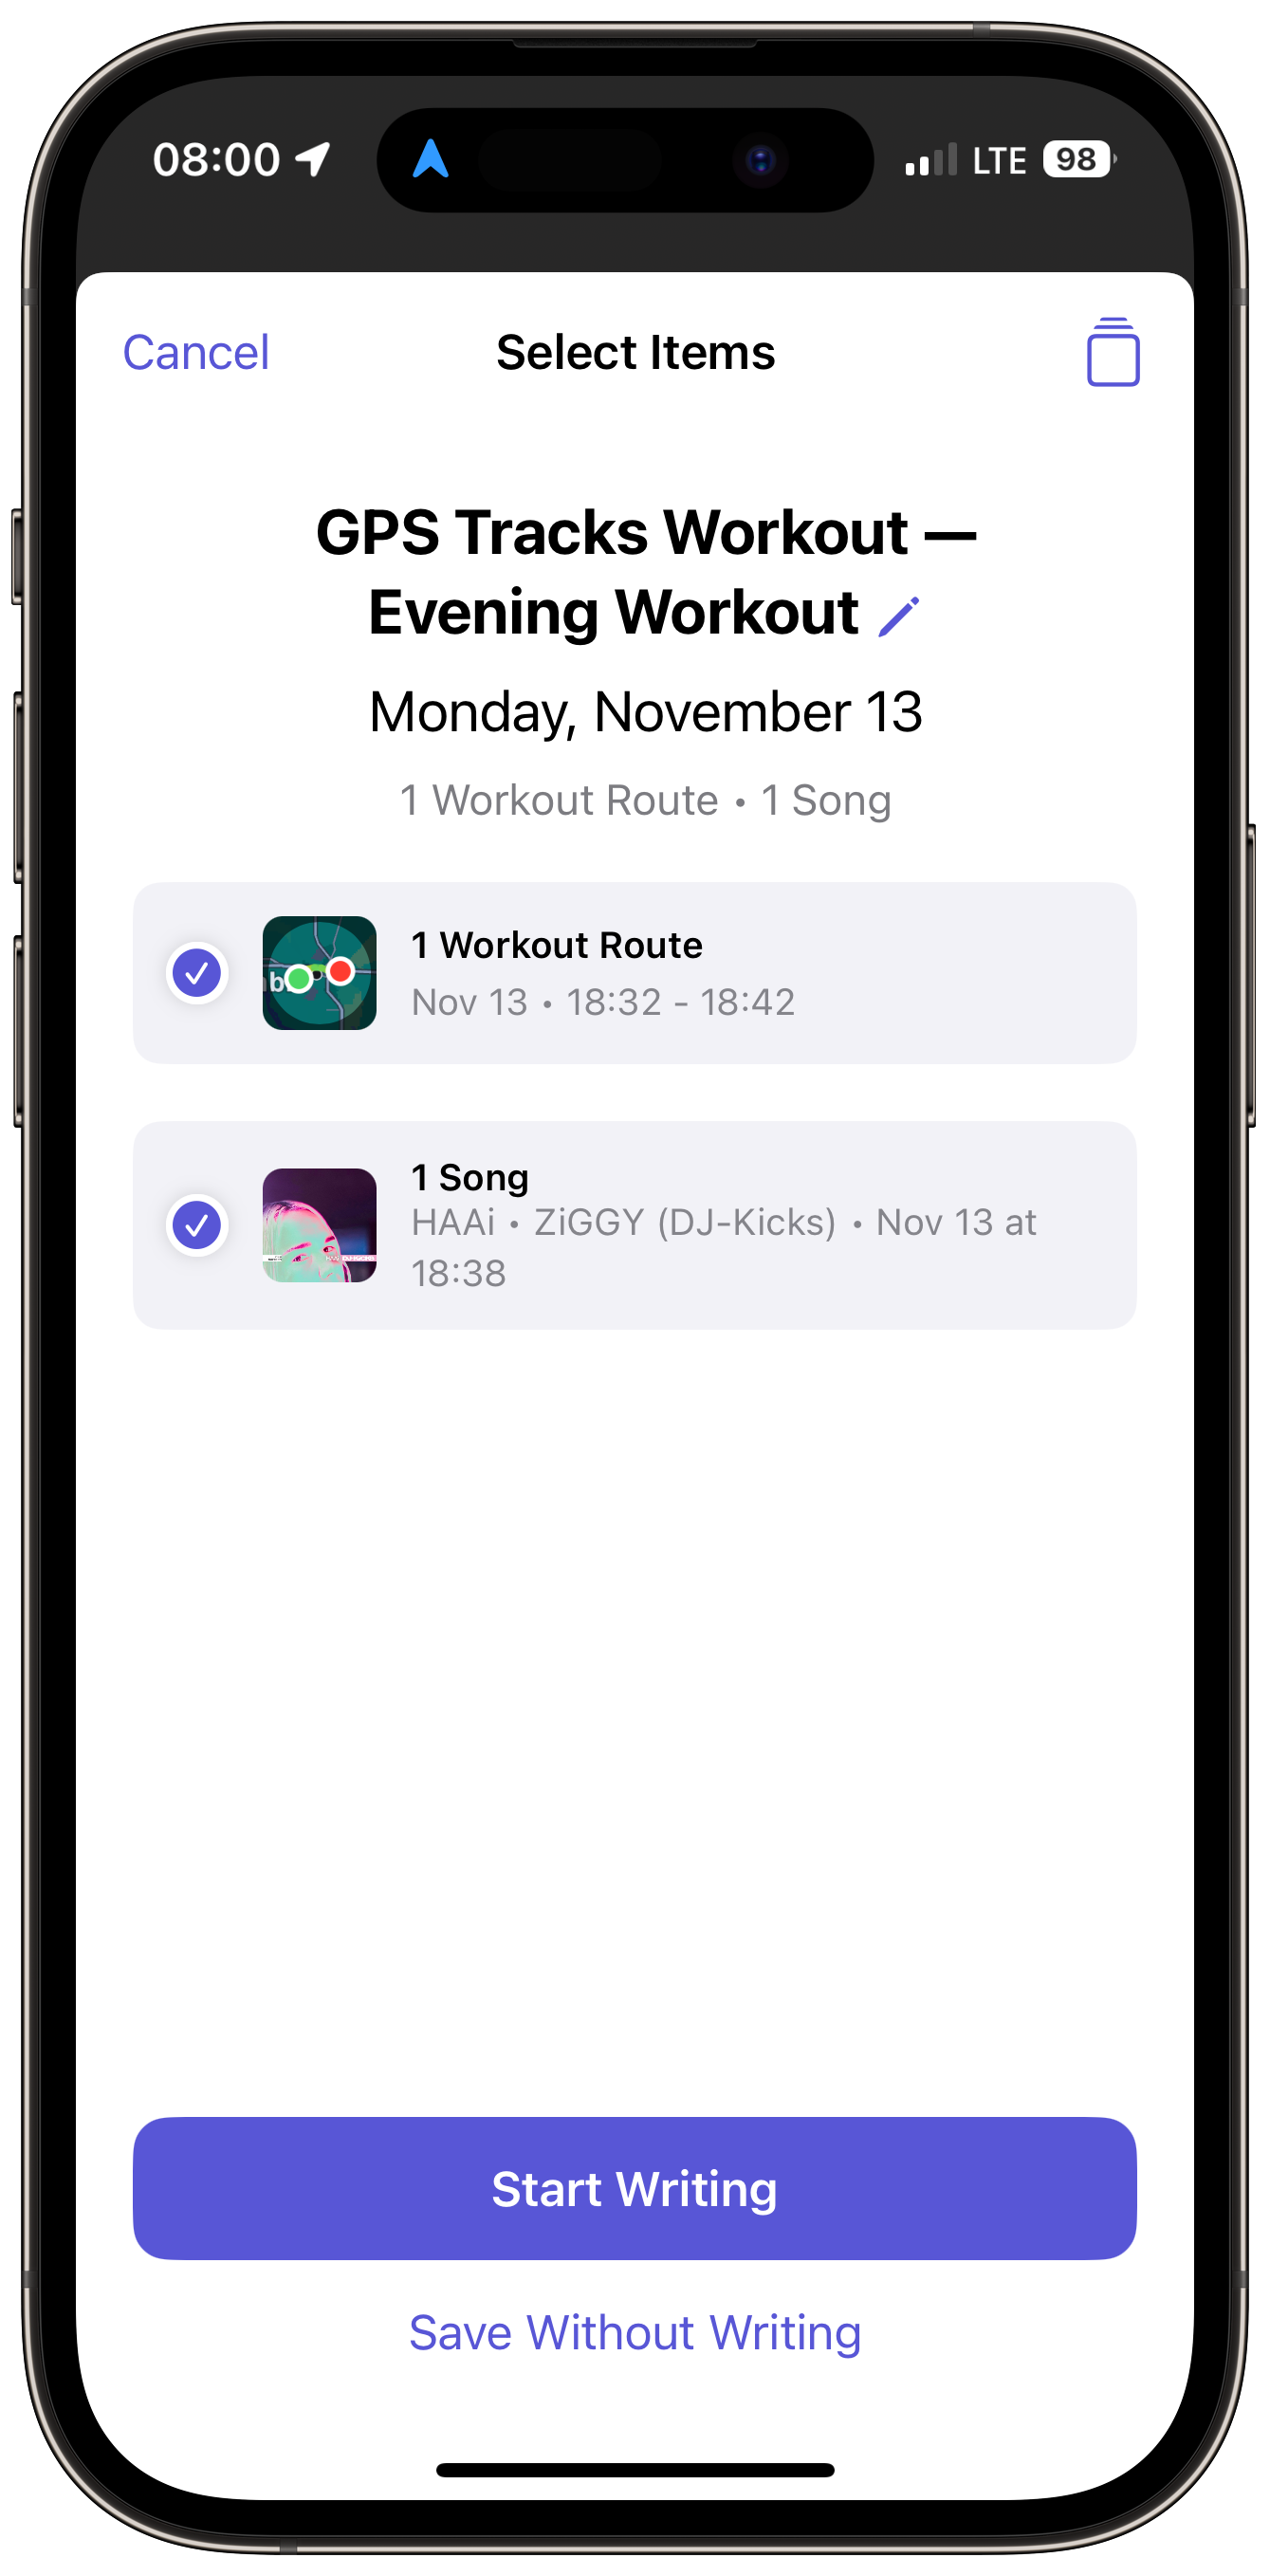 08:00 LTE 98
Cancel Select Items
GPS Tracks Workout —
Evening Workout
Monday, November 13
1 Workout Route • 1 Song
1 Workout Route
Nov 13 • 18:32 - 18:42
1 Song
HAAi • ZiGGY (DJ-Kicks) • Nov 13 at
18:38
Start Writing
Save Without Writing